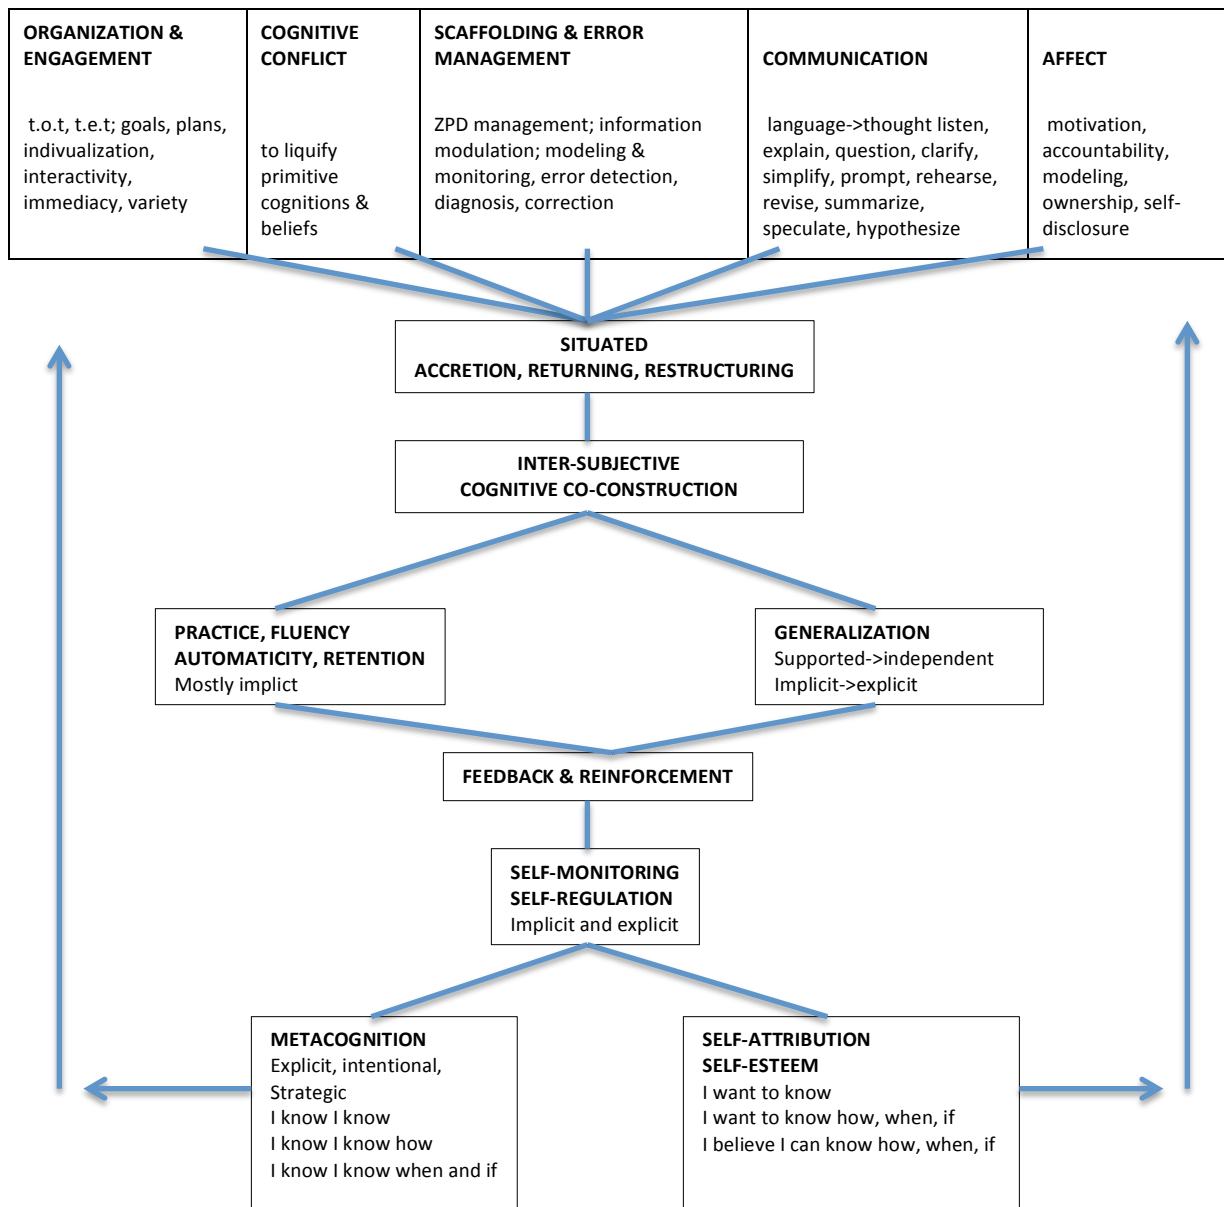 ORGANIZATION &
ENGAGEMENT
t.o.t, t.e.t; goals, plans,
indivualization,
interactivity,
immediacy, variety
COGNITIVE
CONFLICT
to liquify
primitive
cognitions &
beliefs
SCAFFOLDING & ERROR
MANAGEMENT
ZPD management; information
modulation; modeling &
monitoring, error detection,
diagnosis, correction
COMMUNICATION
language->thought listen,
explain, question, clarify,
simplify, prompt, rehearse,
revise, summarize,
speculate, hypothesize
AFFECT
motivation,
accountability,
modeling,
ownership, self-
disclosure
SITUATED
ACCRETION, RETURNING, RESTRUCTURING
INTER-SUBJECTIVE
COGNITIVE CO-CONSTRUCTION
PRACTICE, FLUENCY
AUTOMATICITY, RETENTION
Mostly implict
GENERALIZATION
Supported->independent
Implicit->explicit
FEEDBACK & REINFORCEMENT
SELF-MONITORING
SELF-REGULATION
Implicit and explicit
METACOGNITION
Explicit, intentional,
Strategic
I know I know
I know I know how
I know I know when and if
SELF-ATTRIBUTION
SELF-ESTEEM
I want to know
I want to know how, when, if
I believe I can know how, when, if